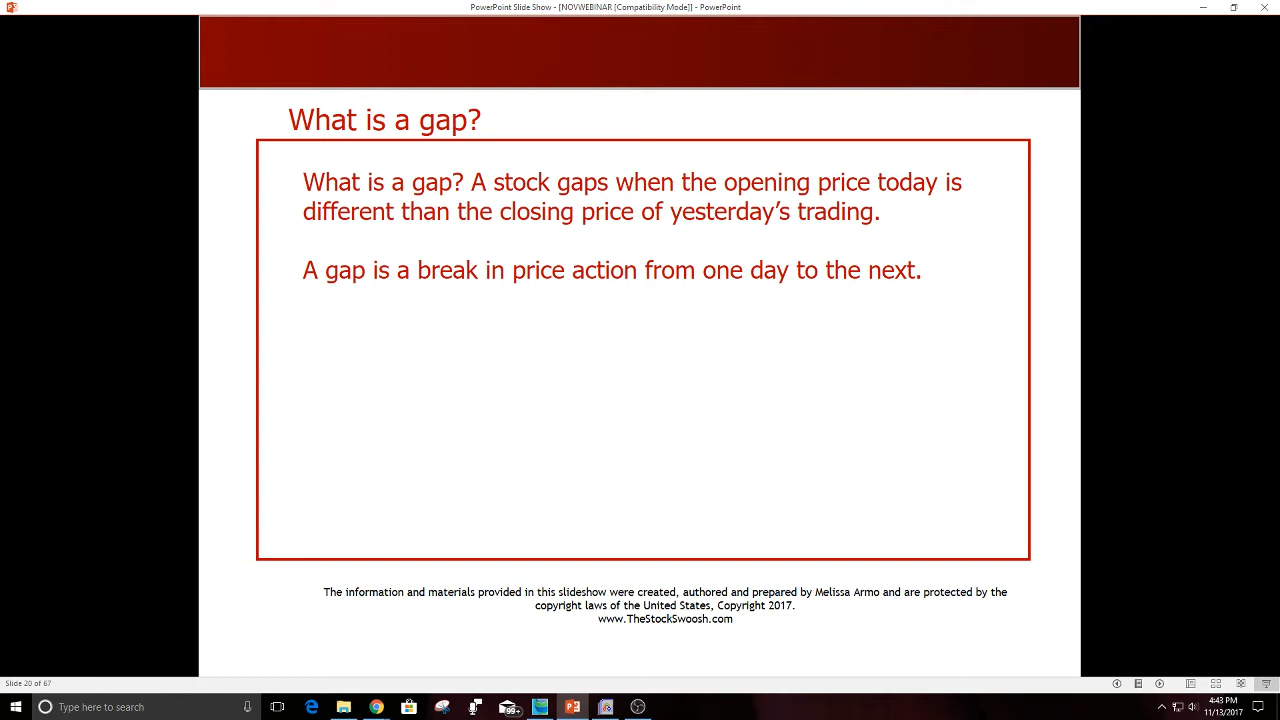 PowerPoint Slide Show - [NOVWEBINAR [Compatibility Mode]] - PowerPoint
What is a gap?
What is a gap? A stock gaps when the opening price today is
different than the closing price of yesterday's trading.
A gap is a break in price action from one day to the next.
The information and materials provided in this slideshow were created, authored and prepared by Melissa Armo and are protected by the
copyright laws of the United States, Copyright 2017.
www.TheStockSwoosh.com
Slide 20 of 67
Type here to search
4:43 PM
11/13/2017